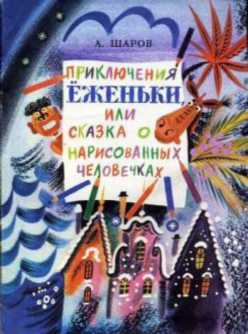 А. ШАРОВ
ПРИКЛЮЧЕНИЯ
ЁЖЕНЬКИ,
ИЛИ
СКАЗКА О
НАРИСОВАННЫХ
ЧЕЛОВЕЧКАХ